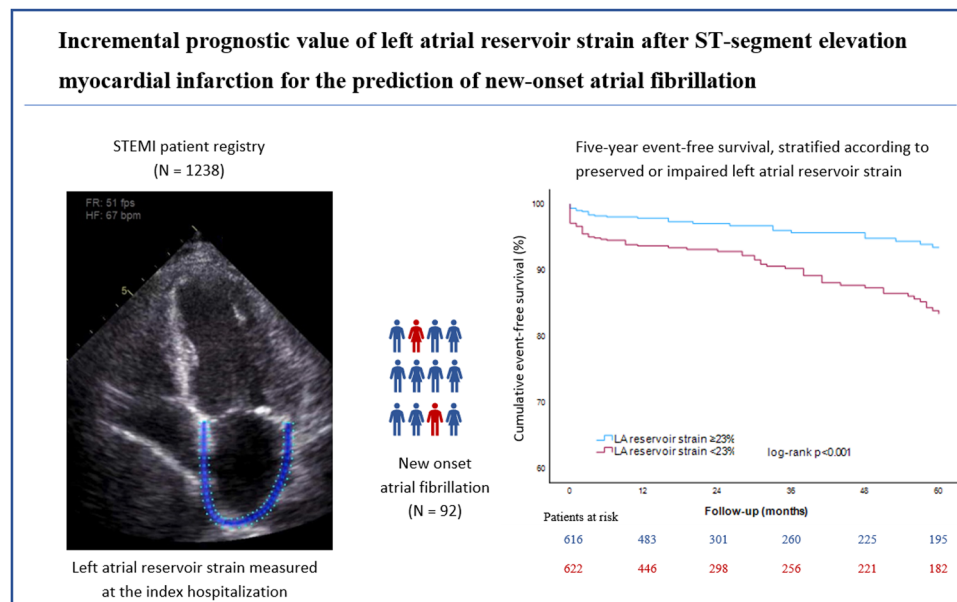 Incremental prognostic value of left atrial reservoir strain after ST-segment elevation
myocardial infarction for the prediction of new-onset atrial fibrillation
STEMI patient registry
(N = 1238)
FR: 51 fps
HF: 67 bpm
5
Left atrial reservoir strain measured
at the index hospitalization
New onset
atrial fibrillation
(N = 92)
Five-year event-free survival, stratified according to
preserved or impaired left atrial reservoir strain
Cumulative event-free survival (%)
100
90
80
70
60
LA reservoir strain ≥23%
LA reservoir strain <23%
log-rank p<0.001
0 12 24 36 48 60
Follow-up (months)
Patients at risk
616 483 301 260 225 195
622 446 298 256 221 182